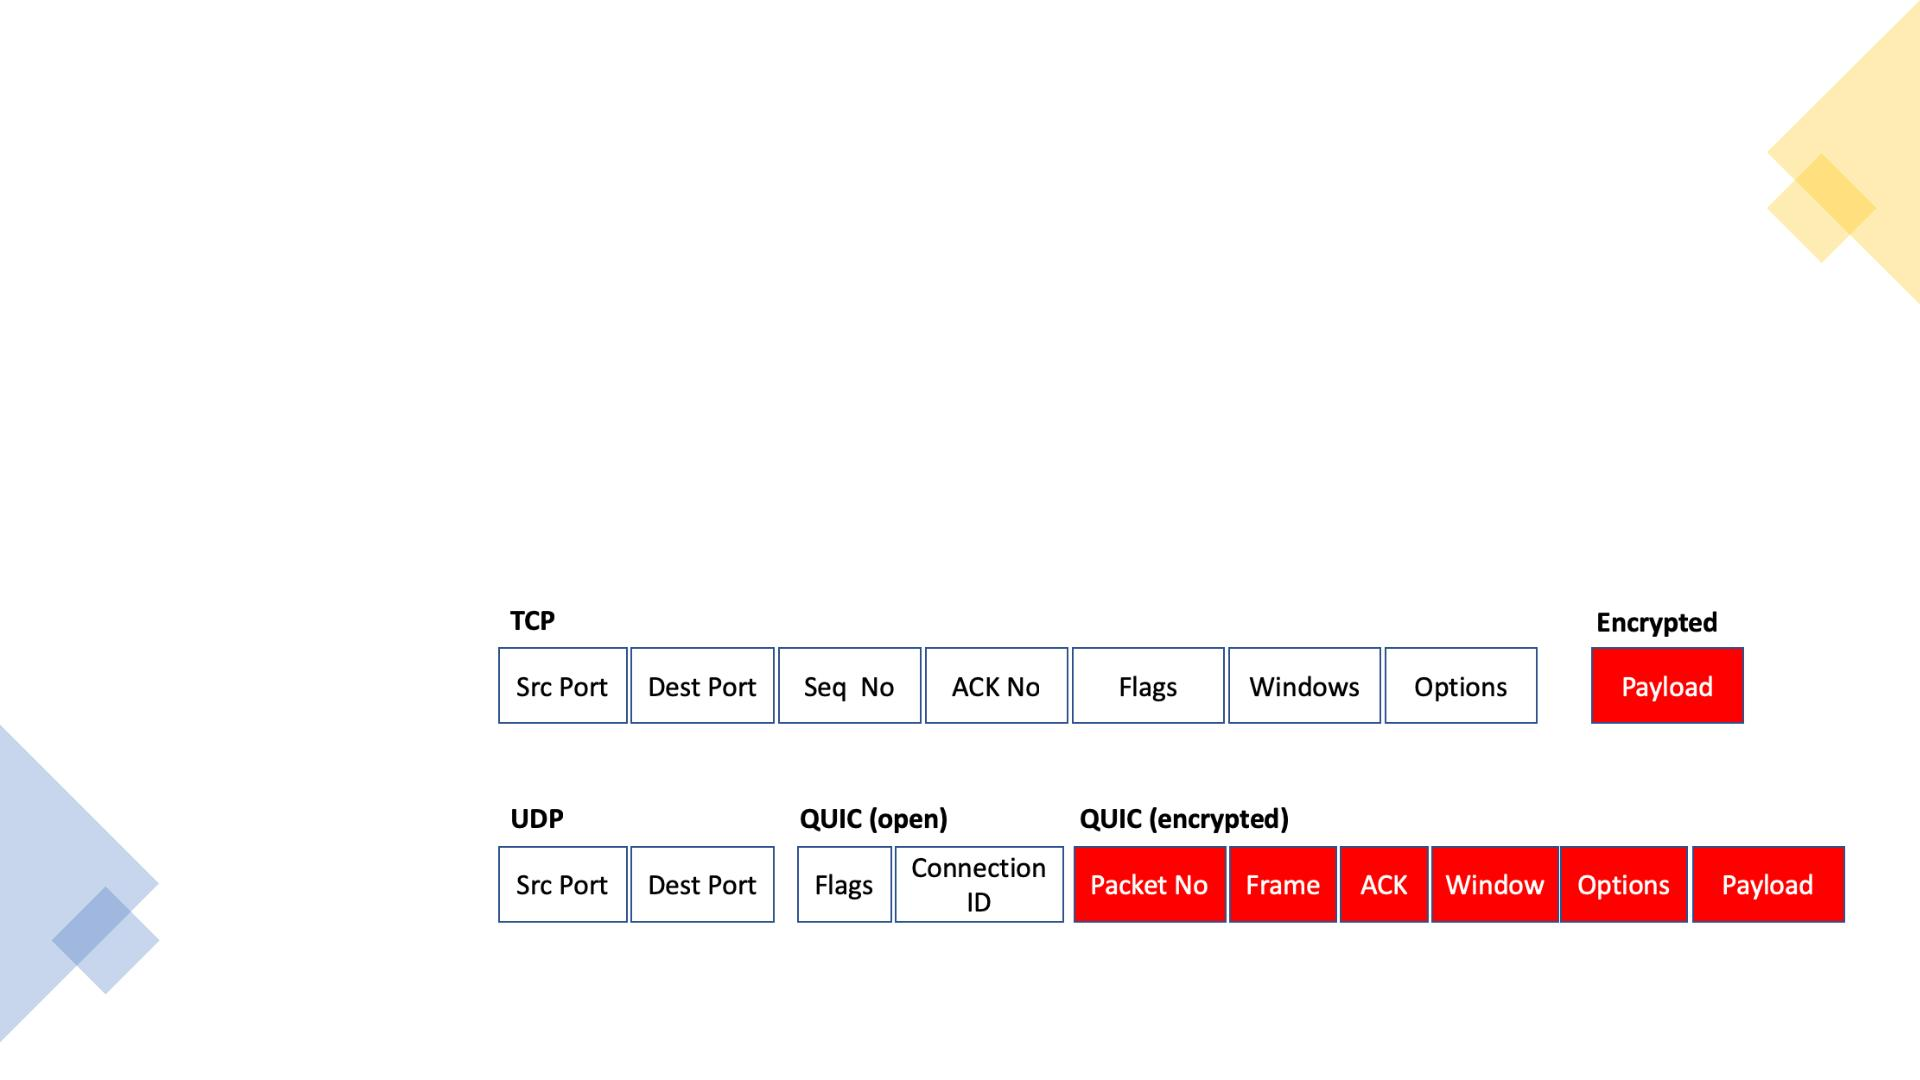 TCP
Encrypted
Src Port
Dest Port
Seq No
ACK No
Flags
Windows
Options
Payload
UDP
QUIC (open)
QUIC (encrypted)
Src Port
Dest Port
Flags
Connection
ID
Packet No
Frame
ACK
Window
Options
Payload